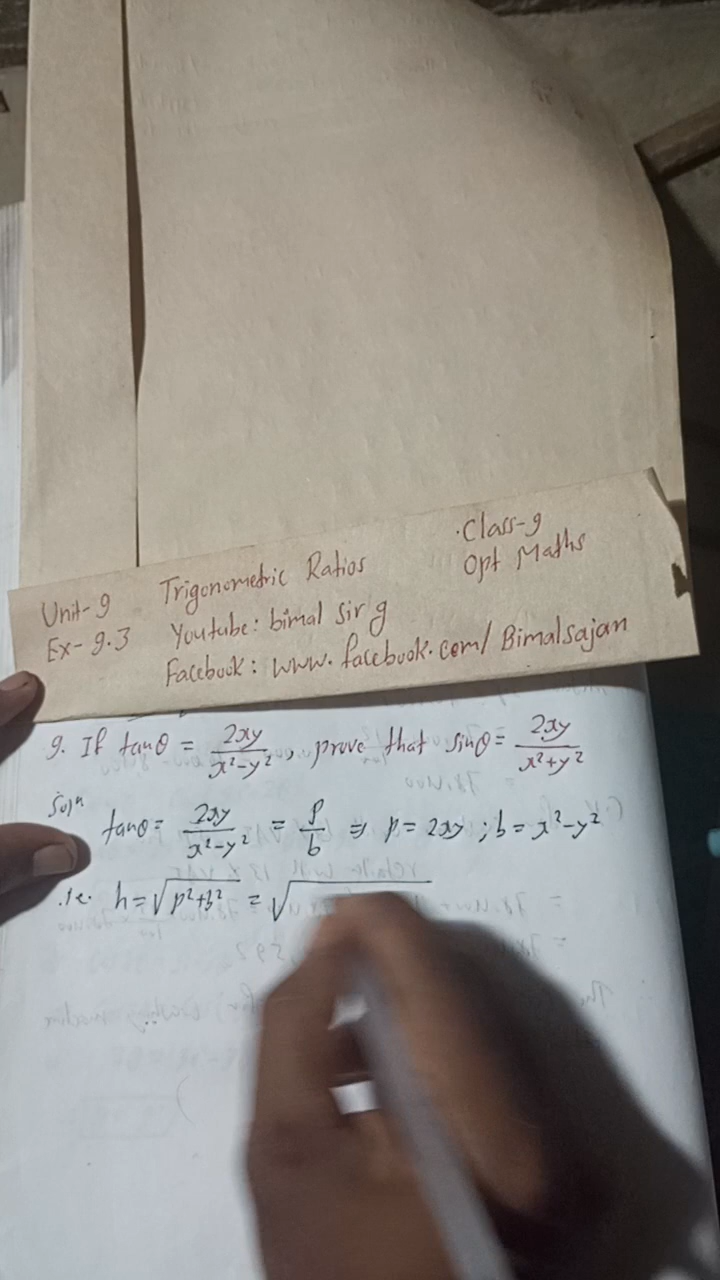 Unit-9 Trigonometric Ratios Class-9
Ex-9.3 Youtube: bimal sir g Opt Maths
Facebook: www.facebook.com/Bimalsajan
9. If tanθ = 2xy/x²-y², prove that sinθ = 2xy/x²+y²
Solⁿ
tanθ = 2xy/x²-y² = p/b ⇒ p = 2xy ; b = x²-y²
.ie. h = √p²+b² = √